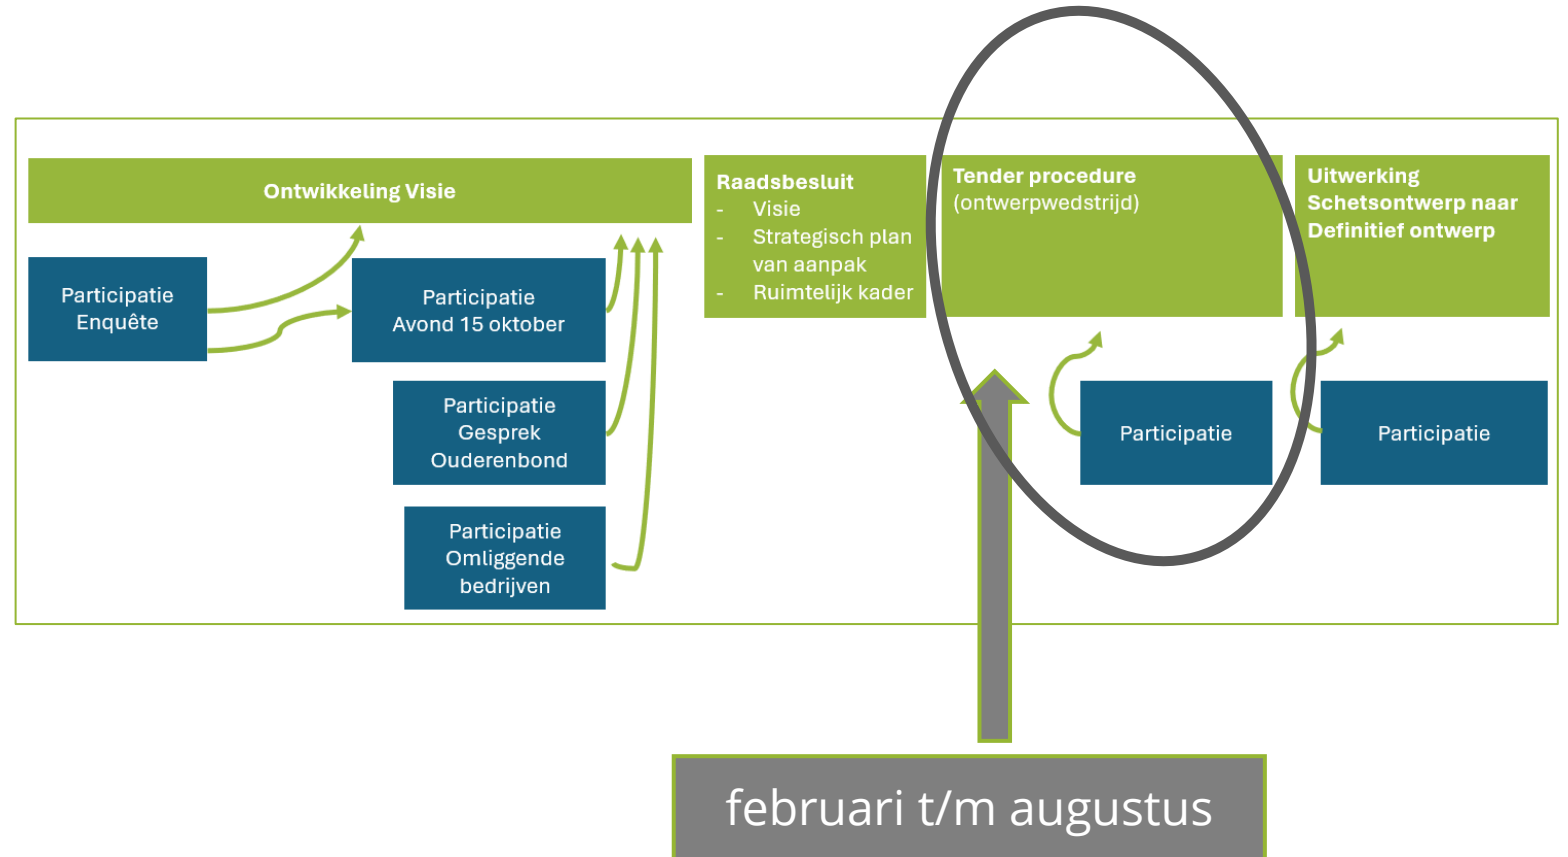 Ontwikkeling Visie
Participatie
Enquête
Participatie
Avond 15 oktober
Participatie
Gesprek
Ouderenbond
Participatie
Omliggende
bedrijven
Raadsbesluit
- Visie
- Strategisch plan
van aanpak
- Ruimtelijk kader
Tender procedure
(ontwerpwedstrijd)
Participatie
Uitwerking
Schetsontwerp naar
Definitief ontwerp
Participatie
februari t/m augustus